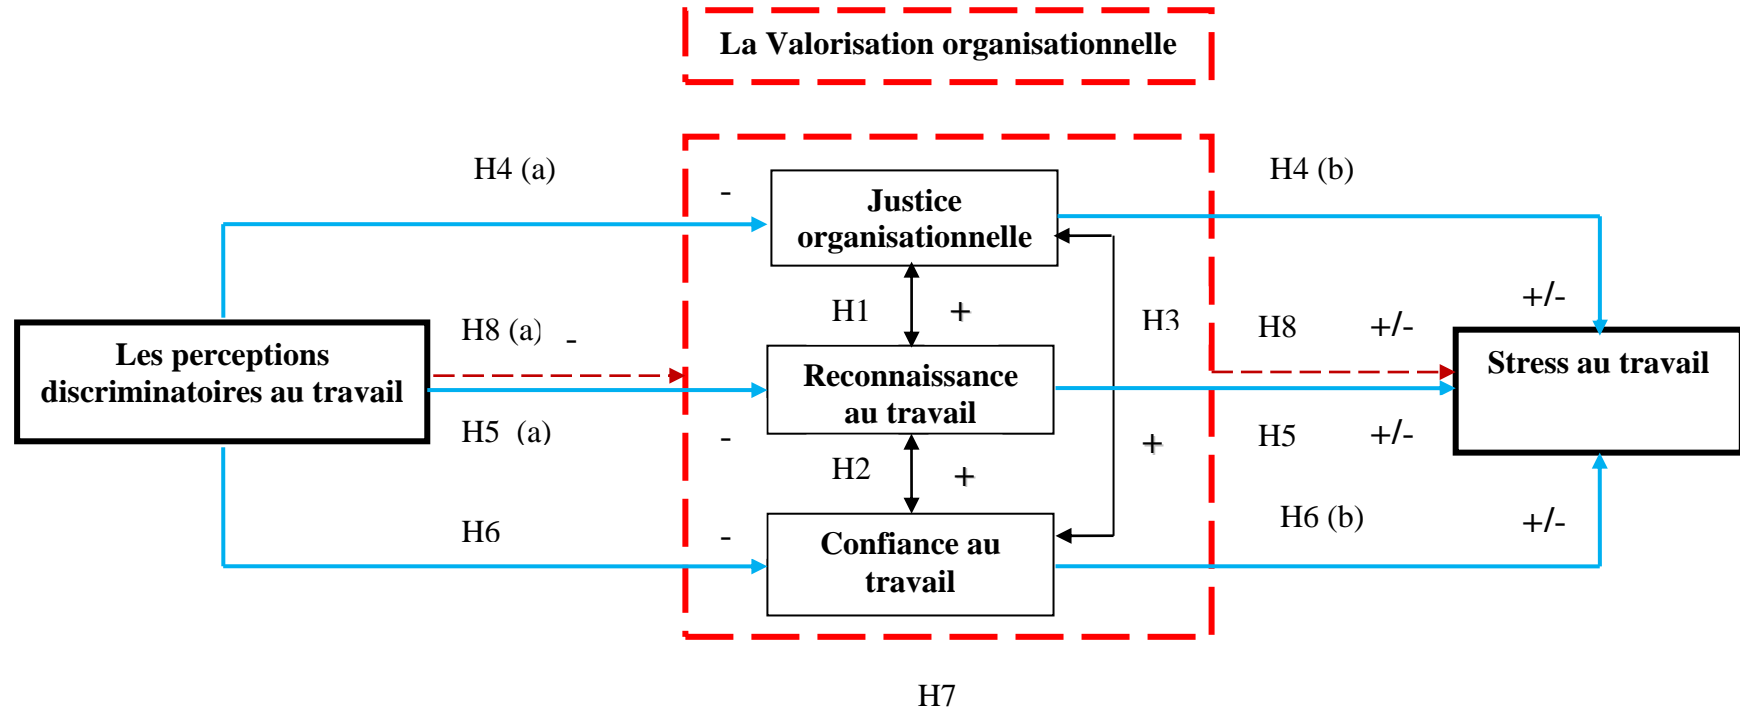 La Valorisation organisationnelle
H4 (a)
-
Justice
organisationnelle
H4 (b)
H1
+
H3
+/-
H8 (a)
-
H8
+/-
Les perceptions
discriminatoires au travail
Reconnaissance
au travail
Stress au travail
H5 (a)
-
H2
+
+
H5
+/-
H6
-
Confiance au
travail
H6 (b)
+/-
H7